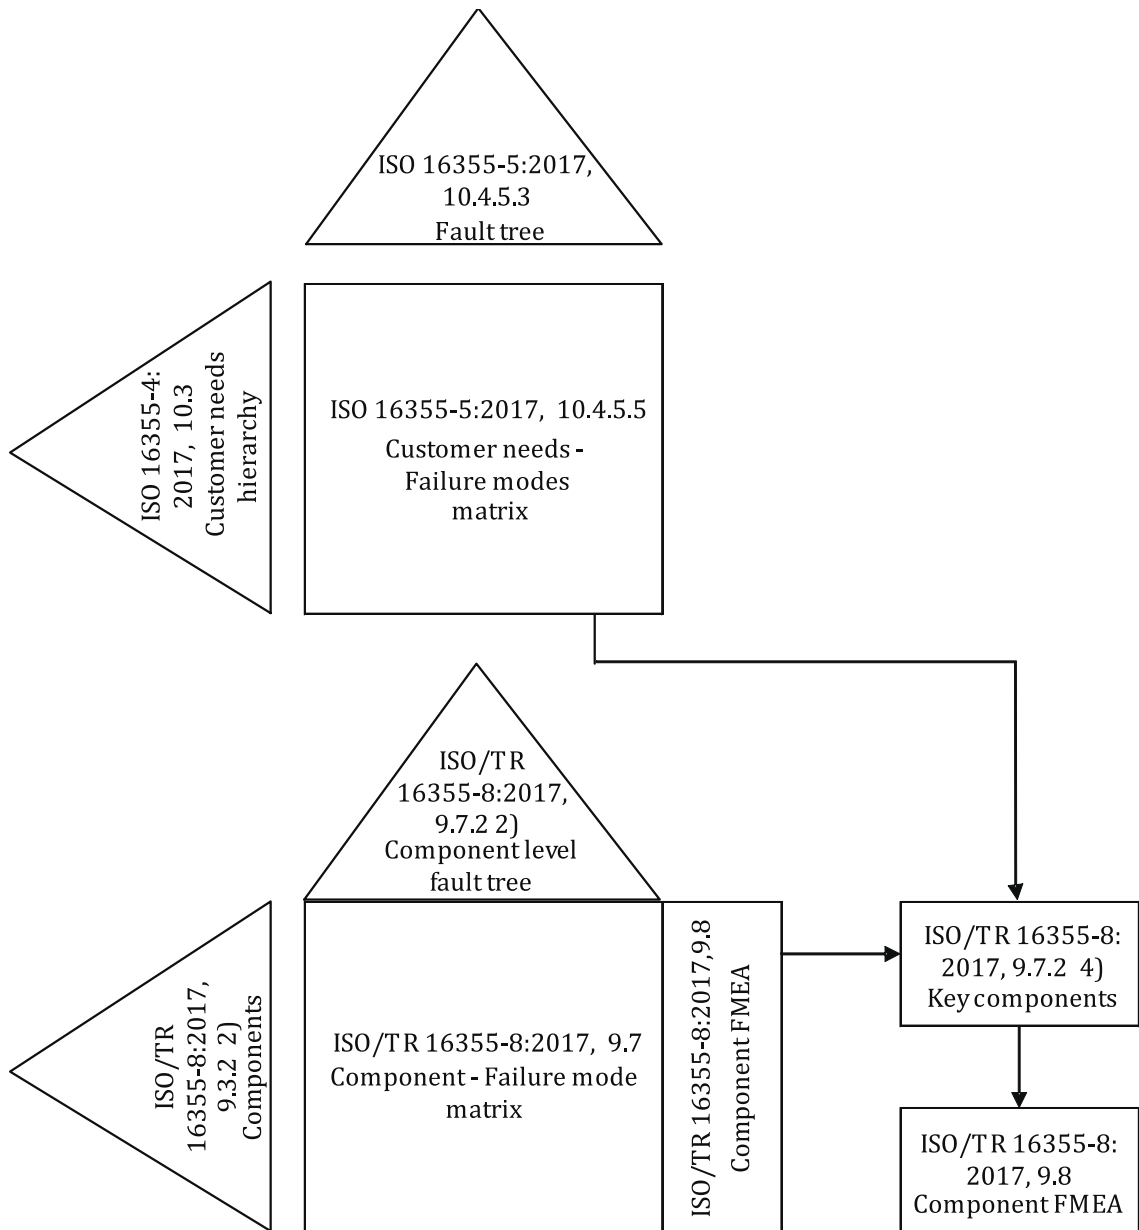 ISO 16355-5:2017,
10.4.5.3
Fault tree
ISO 16355-4:
2017, 10.3
Customer needs
hierarchy
ISO 16355-5:2017, 10.4.5.5
Customer needs -
Failure modes
matrix
ISO/TR
16355-8:2017,
9.7.2 2)
Component level
fault tree
ISO/TR
16355-8:2017,
9.3.2 2)
Components
ISO/TR 16355-8:2017, 9.7
Component - Failure mode
matrix
ISO/TR 16355-8:2017,9.8
Component FMEA
ISO/TR 16355-8:
2017, 9.7.2 4)
Key components
ISO/TR 16355-8:
2017, 9.8
Component FMEA